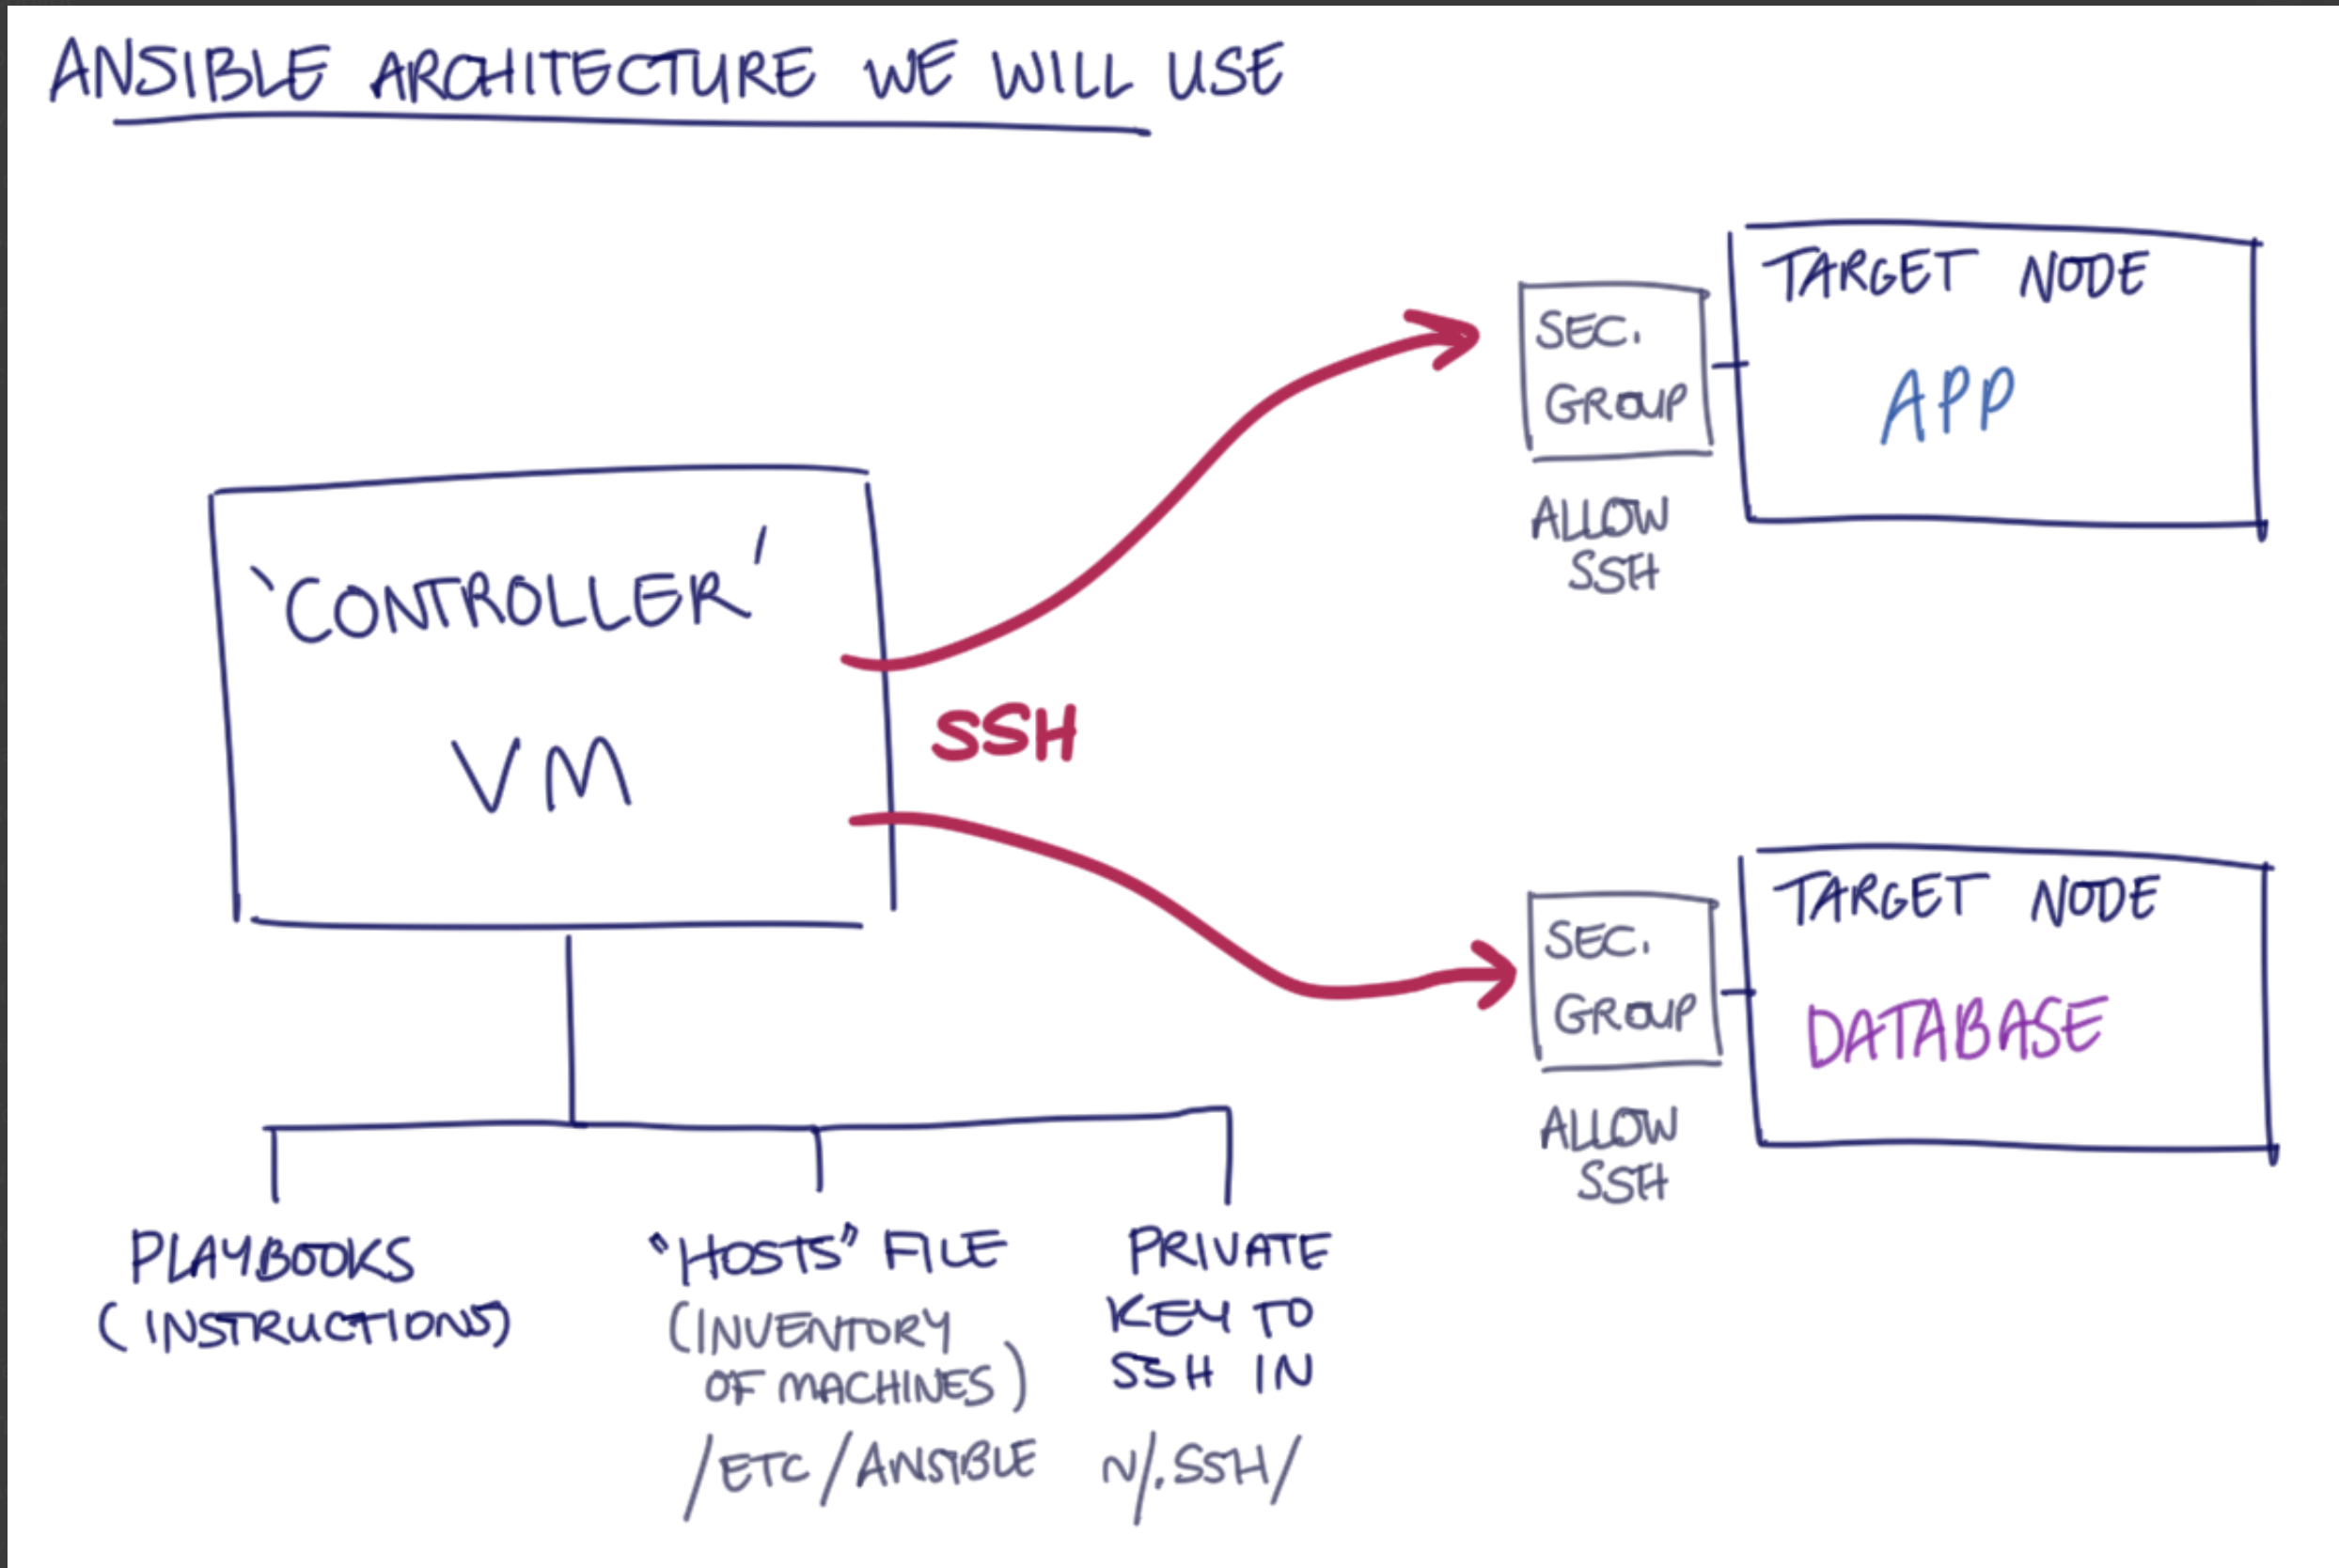 ANSIBLE ARCHITECTURE WE WILL USE
'CONTROLLER'
VM
SSH
SEC.
GROUP
ALLOW
SSH
TARGET NODE
APP
SEC.
GROUP
ALLOW
SSH
TARGET NODE
DATABASE
PLAYBOOKS
(INSTRUCTIONS)
"HOSTS" FILE
(INVENTORY
OF MACHINES)
/ETC/ANSIBLE
PRIVATE
KEY TO
SSH IN
~/.SSH/